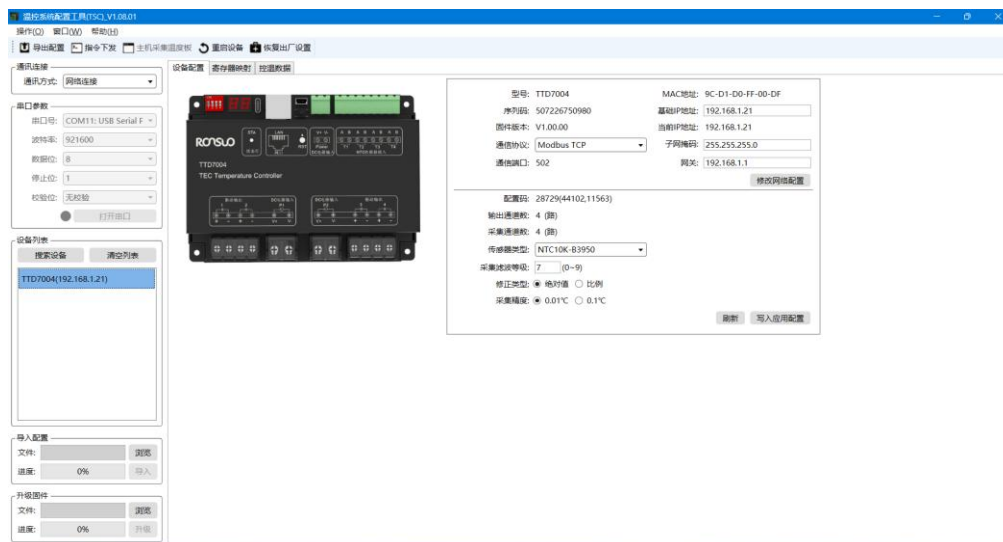 温控系统配置工具(TSC)_V1.08.01
操作(O) 窗口(W) 帮助(H)
导出配置 指令下发 主机采集温度板 重启设备 恢复出厂设置
通讯连接
通讯方式: 网络连接
串口参数
串口号: COM11: USB Serial F
波特率: 921600
数据位: 8
停止位: 1
校验位: 无校验
打开串口
设备列表
搜索设备 清空列表
TTD7004(192.168.1.21)
导入配置
文件: 浏览
进度: 0% 导入
升级固件
文件: 浏览
进度: 0% 升级
设备配置 寄存器映射 控温数据
RONSLO
STA
LAN
RST
V+ V-
Power
A B A B A B A B
T1 T2 T3 T4
TTD7004
TEC Temperature Controller
型号: TTD7004
序列码: 507226750980
固件版本: V1.00.00
通信协议: Modbus TCP
通信端口: 502
MAC地址: 9C-D1-D0-FF-00-DF
基础IP地址: 192.168.1.21
当前IP地址: 192.168.1.21
子网掩码: 255.255.255.0
网关: 192.168.1.1
修改网络配置
配置码: 28729(44102,11563)
输出通道数: 4 (路)
采集通道数: 4 (路)
传感器类型: NTC10K-B3950
采集滤波等级: 7 (0~9)
修正类型: 绝对值 比例
采集精度: 0.01℃ 0.1℃
刷新 写入应用配置